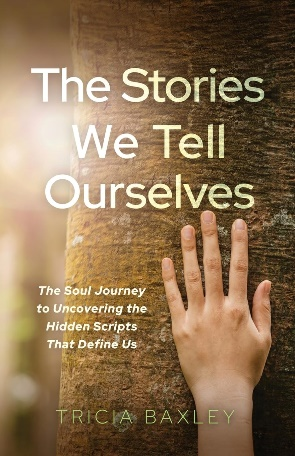 The Stories
We Tell
Ourselves
The Soul Journey
to Uncovering the
Hidden Scripts
That Define Us
TRICIA BAXLEY